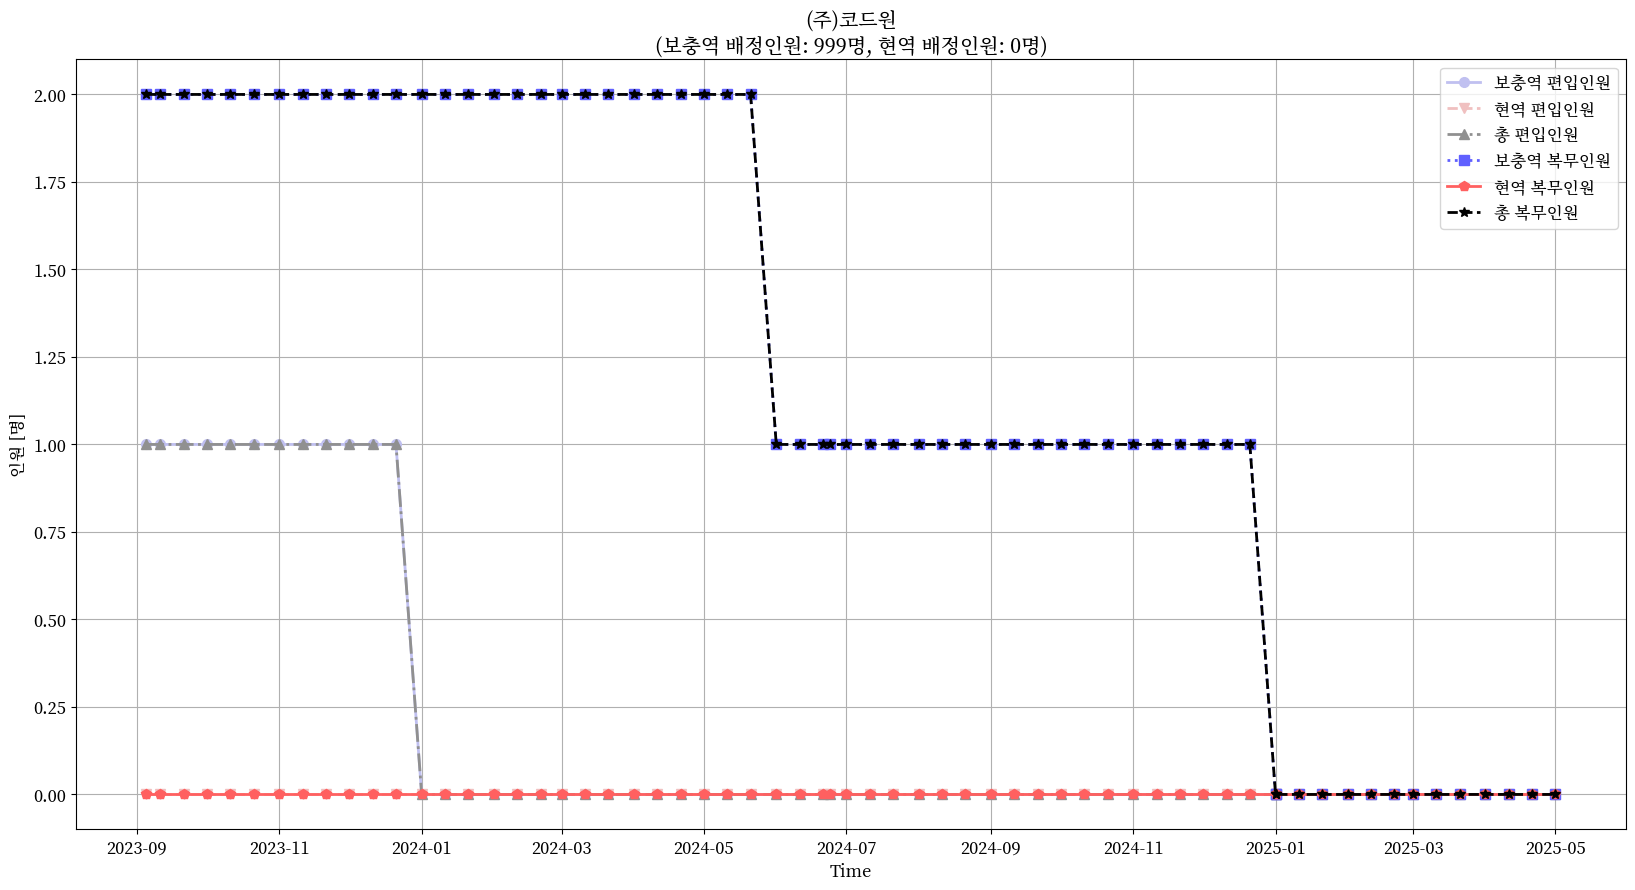 (주)코드원
(보충역 배정인원: 999명, 현역 배정인원: 0명)
보충역 편입인원
현역 편입인원
총 편입인원
보충역 복무인원
현역 복무인원
총 복무인원
인원 [명]
2.00
1.75
1.50
1.25
1.00
0.75
0.50
0.25
0.00
2023-09 2023-11 2024-01 2024-03 2024-05 2024-07 2024-09 2024-11 2025-01 2025-03 2025-05
Time